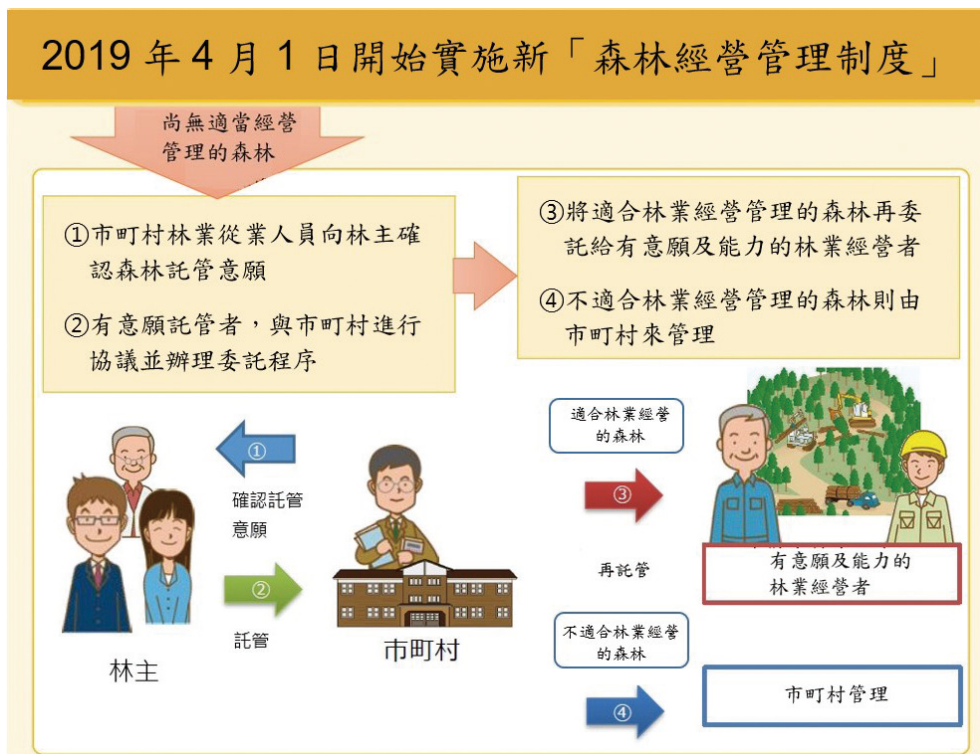 2019 年 4 月 1 日開始實施新「森林經營管理制度」
尚無適當經營
管理的森林
①市町村林業從業人員向林主確
認森林託管意願
②有意願託管者，與市町村進行
協議並辦理委託程序
③將適合林業經營管理的森林再委
託給有意願及能力的林業經營者
④不適合林業經營管理的森林則由
市町村來管理
①
確認託管
意願
②
託管
林主
市町村
適合林業經營
的森林
③
再託管
有意願及能力的
林業經營者
不適合林業經營
的森林
④
市町村管理